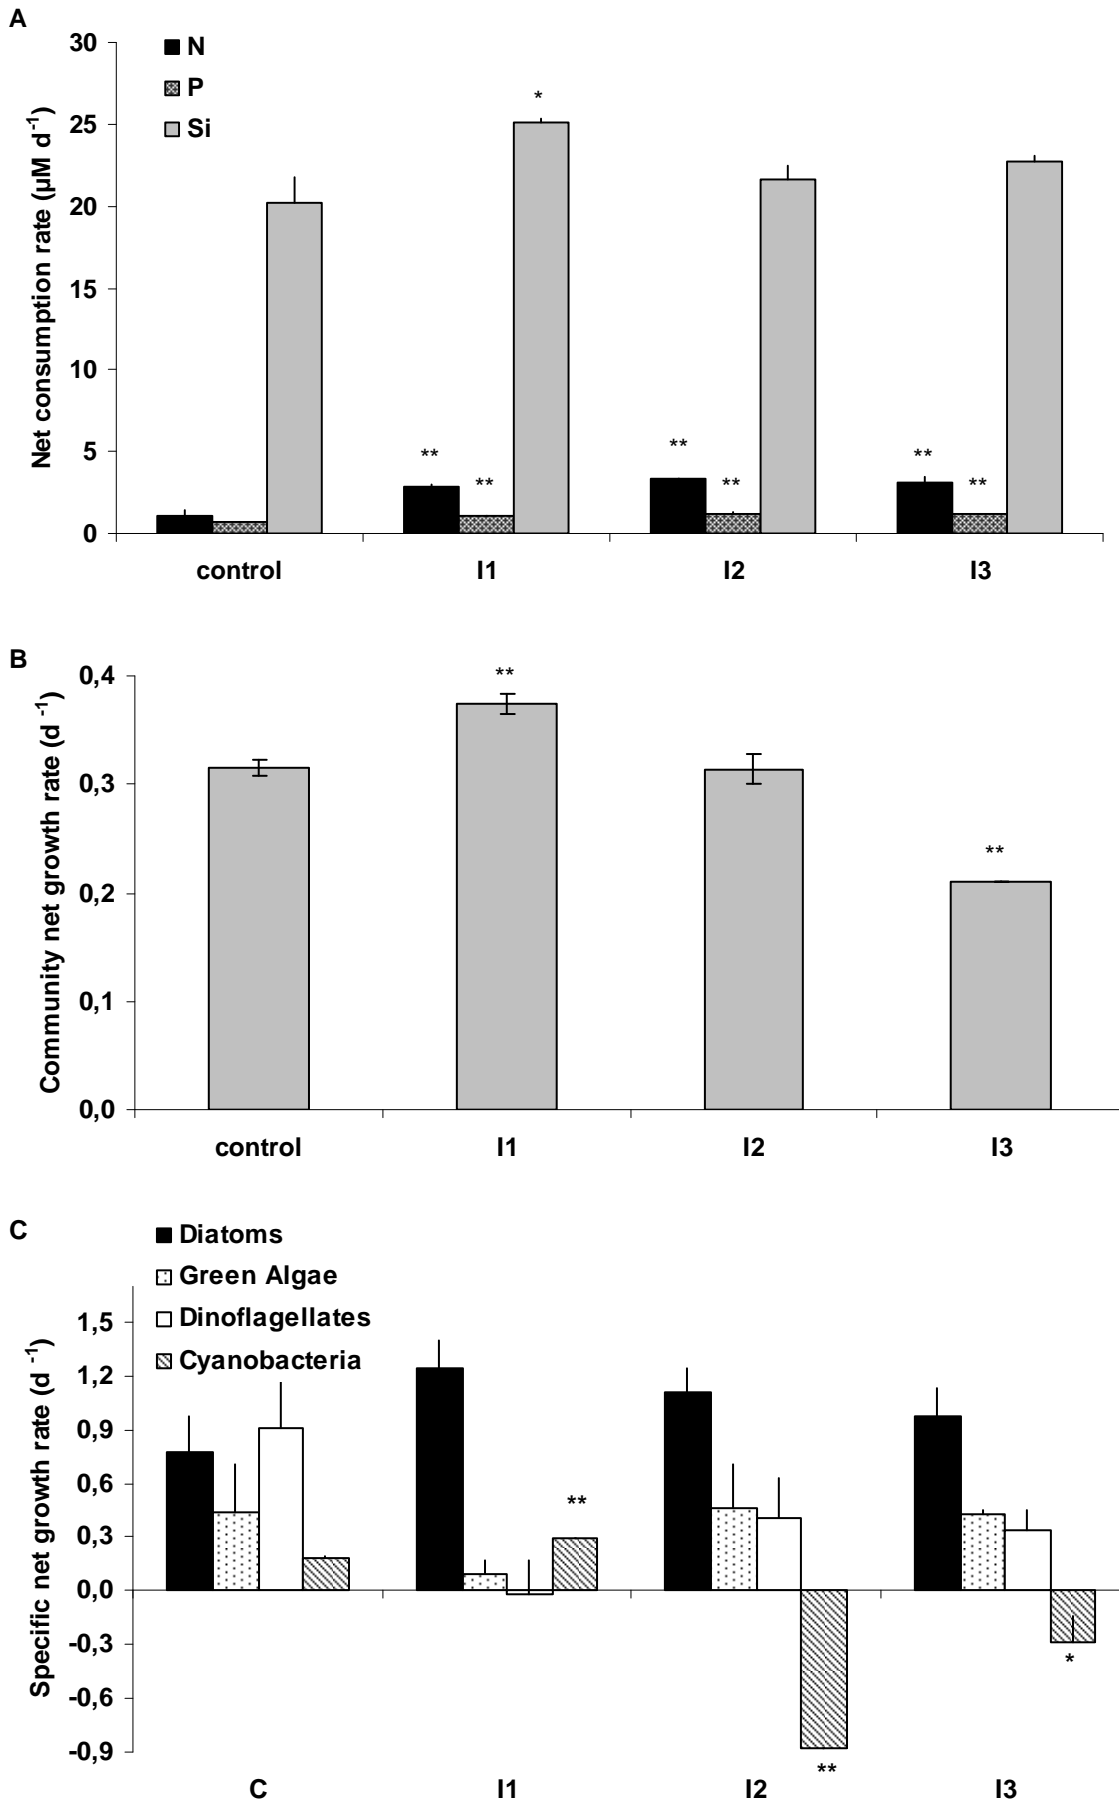 A
N
P
Si
Net consumption rate (µM d⁻¹)
30
25
20
15
10
5
0
*
**
**
**
**
**
**
control
I1
I2
I3
B
Community net growth rate (d ⁻¹)
0,4
0,3
0,2
0,1
0,0
**
**
control
I1
I2
I3
C
Diatoms
Green Algae
Dinoflagellates
Cyanobacteria
Specific net growth rate (d ⁻¹)
1,5
1,2
0,9
0,6
0,3
0,0
-0,3
-0,6
-0,9
**
*
**
C
I1
I2
I3